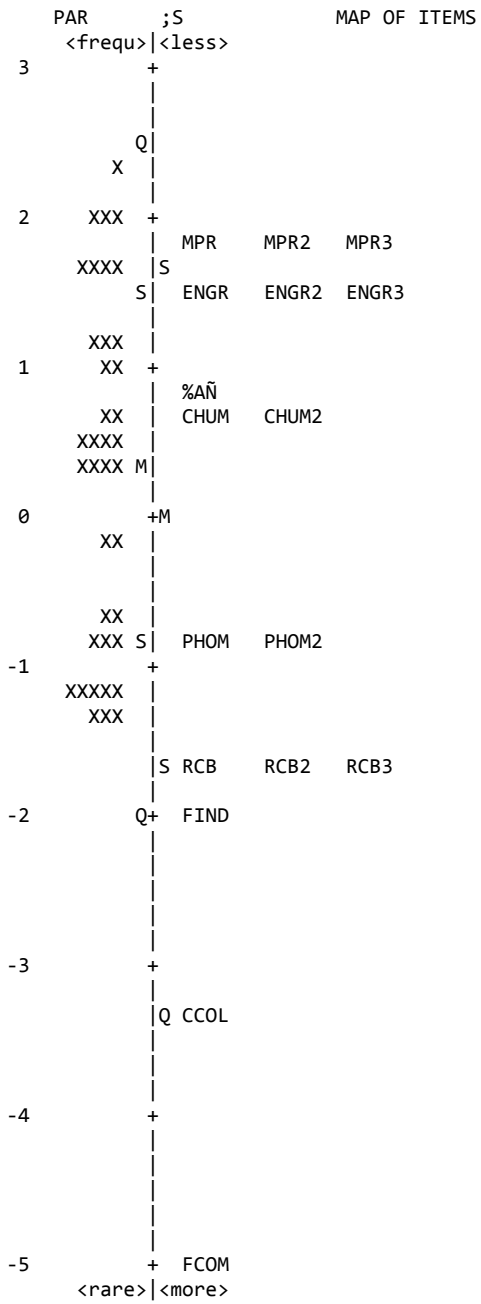 PAR ;S MAP OF ITEMS
<frequ>|<less>
3 +
|
|
Q|
X |
|
2 XXX +
| MPR MPR2 MPR3
XXXX |S
S| ENGR ENGR2 ENGR3
|
XXX |
1 XX +
| %AÑ
XX | CHUM CHUM2
XXXX |
XXXX M|
|
0 +M
XX |
|
|
XX |
XXX S| PHOM PHOM2
-1 +
XXXXX |
XXX |
|
|S RCB RCB2 RCB3
|
-2 Q+ FIND
|
|
|
|
|
-3 +
|
|Q CCOL
|
|
|
-4 +
|
|
|
|
|
-5 + FCOM
<rare>|<more>